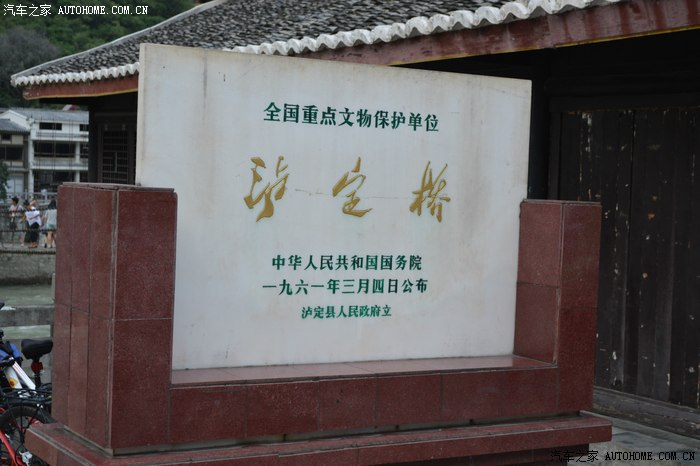 汽车之家 AUTOHOME.COM.CN
全国重点文物保护单位
泸定桥
中华人民共和国国务院
一九六一年三月四日公布
泸定县人民政府立
汽车之家 AUTOHOME.COM.CN